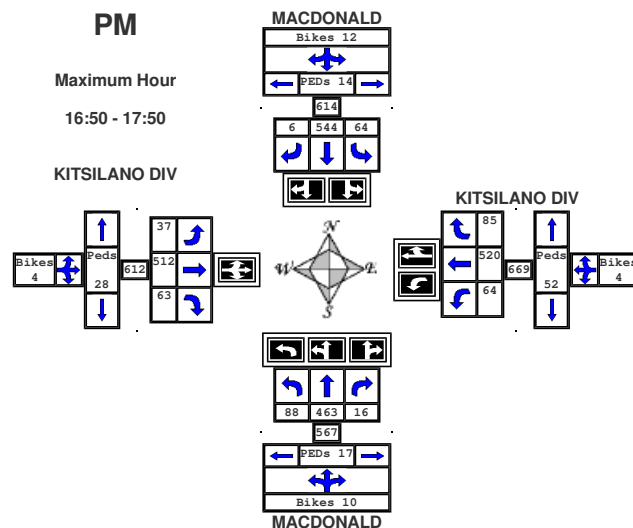 PM
MACDONALD
Bikes 12
Maximum Hour
PEDs 14
614
16:50 - 17:50
6 544 64
KITSILANO DIV
KITSILANO DIV
37
512
63
Bikes
4
Peds
28
612
85
520
64
669
Peds
52
Bikes
4
N
W E
S
88 463 16
567
PEDs 17
Bikes 10
MACDONALD